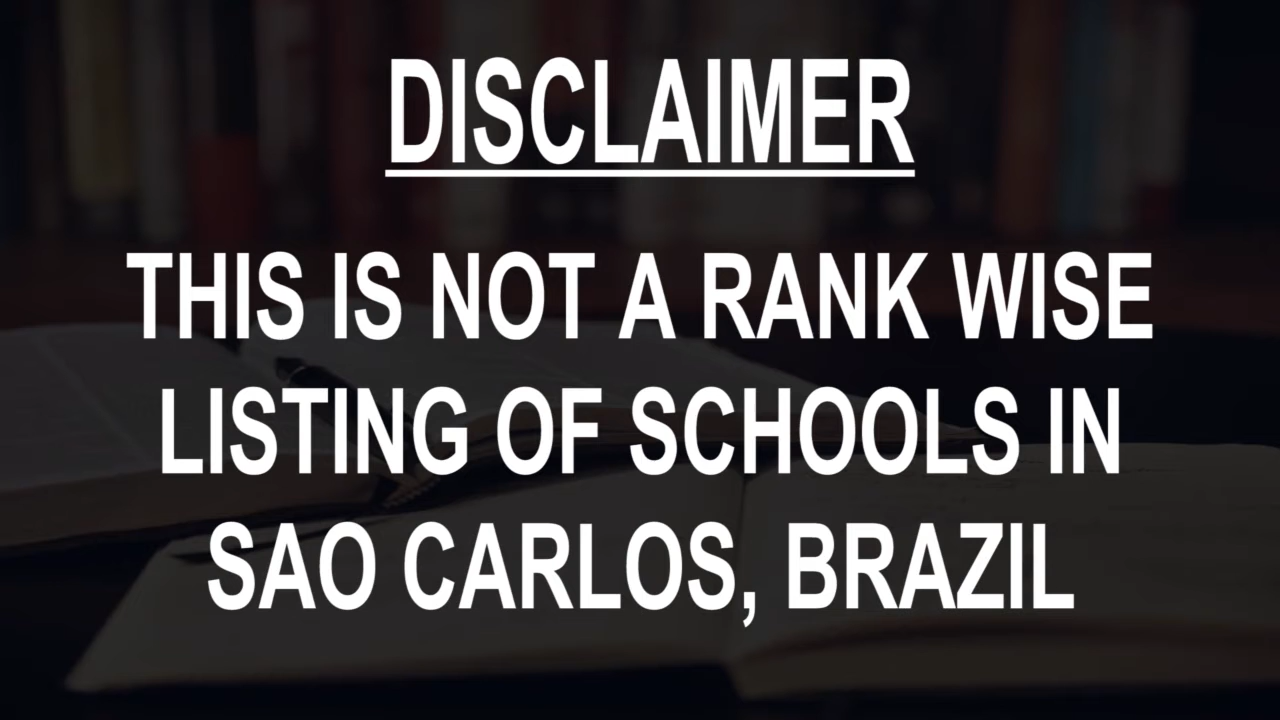 DISCLAIMER
THIS IS NOT A RANK WISE
LISTING OF SCHOOLS IN
SAO CARLOS, BRAZIL